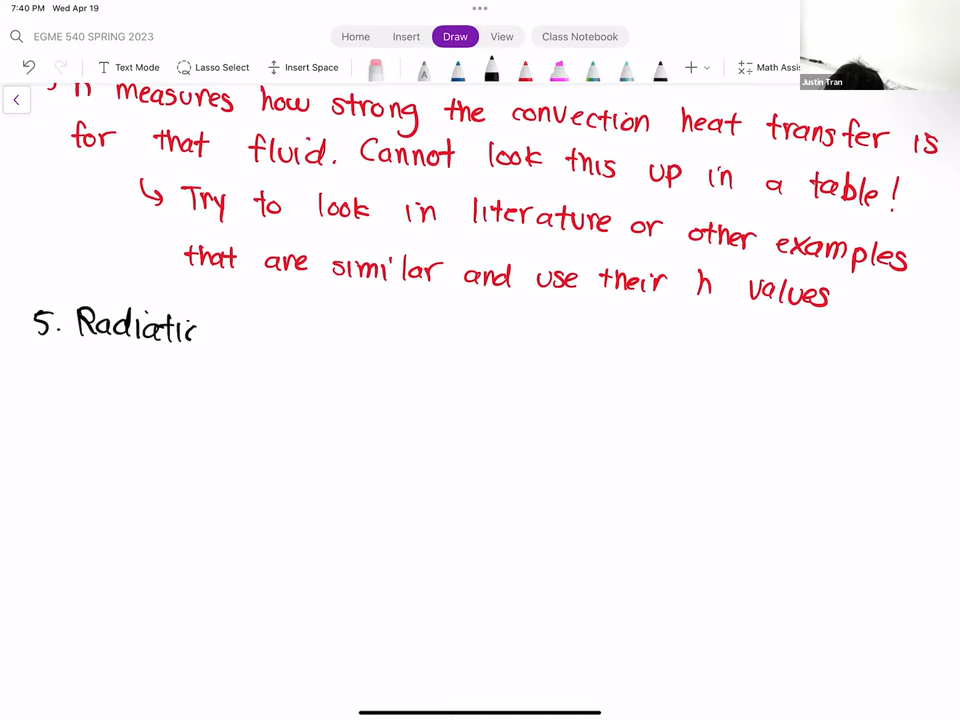 7:40 PM Wed Apr 19
EGME 540 SPRING 2023
Home Insert Draw View Class Notebook
Text Mode Lasso Select Insert Space A Math Assis
Justin Tran
h measures how strong the convection heat transfer is
for that fluid. Cannot look this up in a table!
↳ Try to look in literature or other examples
that are similar and use their h values
5. Radiatic